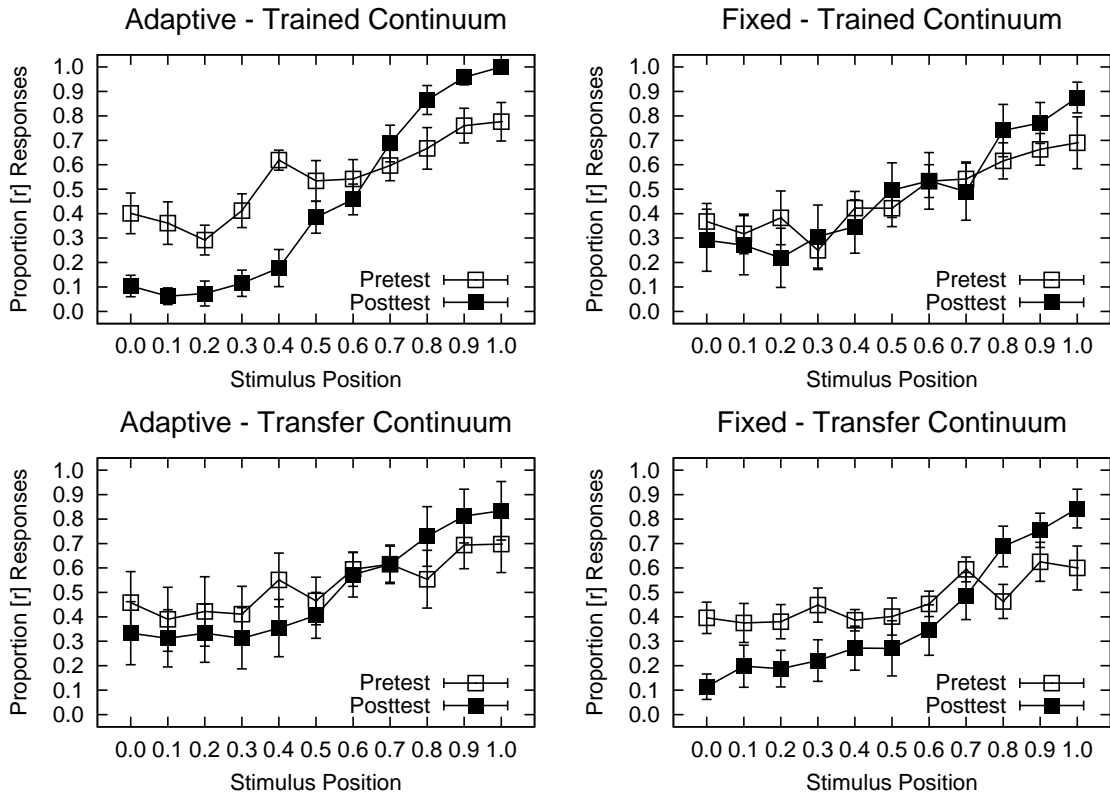 Adaptive - Trained Continuum
Proportion [r] Responses
1.0
0.9
0.8
0.7
0.6
0.5
0.4
0.3
0.2
0.1
0.0
Pretest
Posttest
0.0 0.1 0.2 0.3 0.4 0.5 0.6 0.7 0.8 0.9 1.0
Stimulus Position
Fixed - Trained Continuum
Proportion [r] Responses
1.0
0.9
0.8
0.7
0.6
0.5
0.4
0.3
0.2
0.1
0.0
Pretest
Posttest
0.0 0.1 0.2 0.3 0.4 0.5 0.6 0.7 0.8 0.9 1.0
Stimulus Position
Adaptive - Transfer Continuum
Proportion [r] Responses
1.0
0.9
0.8
0.7
0.6
0.5
0.4
0.3
0.2
0.1
0.0
Pretest
Posttest
0.0 0.1 0.2 0.3 0.4 0.5 0.6 0.7 0.8 0.9 1.0
Stimulus Position
Fixed - Transfer Continuum
Proportion [r] Responses
1.0
0.9
0.8
0.7
0.6
0.5
0.4
0.3
0.2
0.1
0.0
Pretest
Posttest
0.0 0.1 0.2 0.3 0.4 0.5 0.6 0.7 0.8 0.9 1.0
Stimulus Position